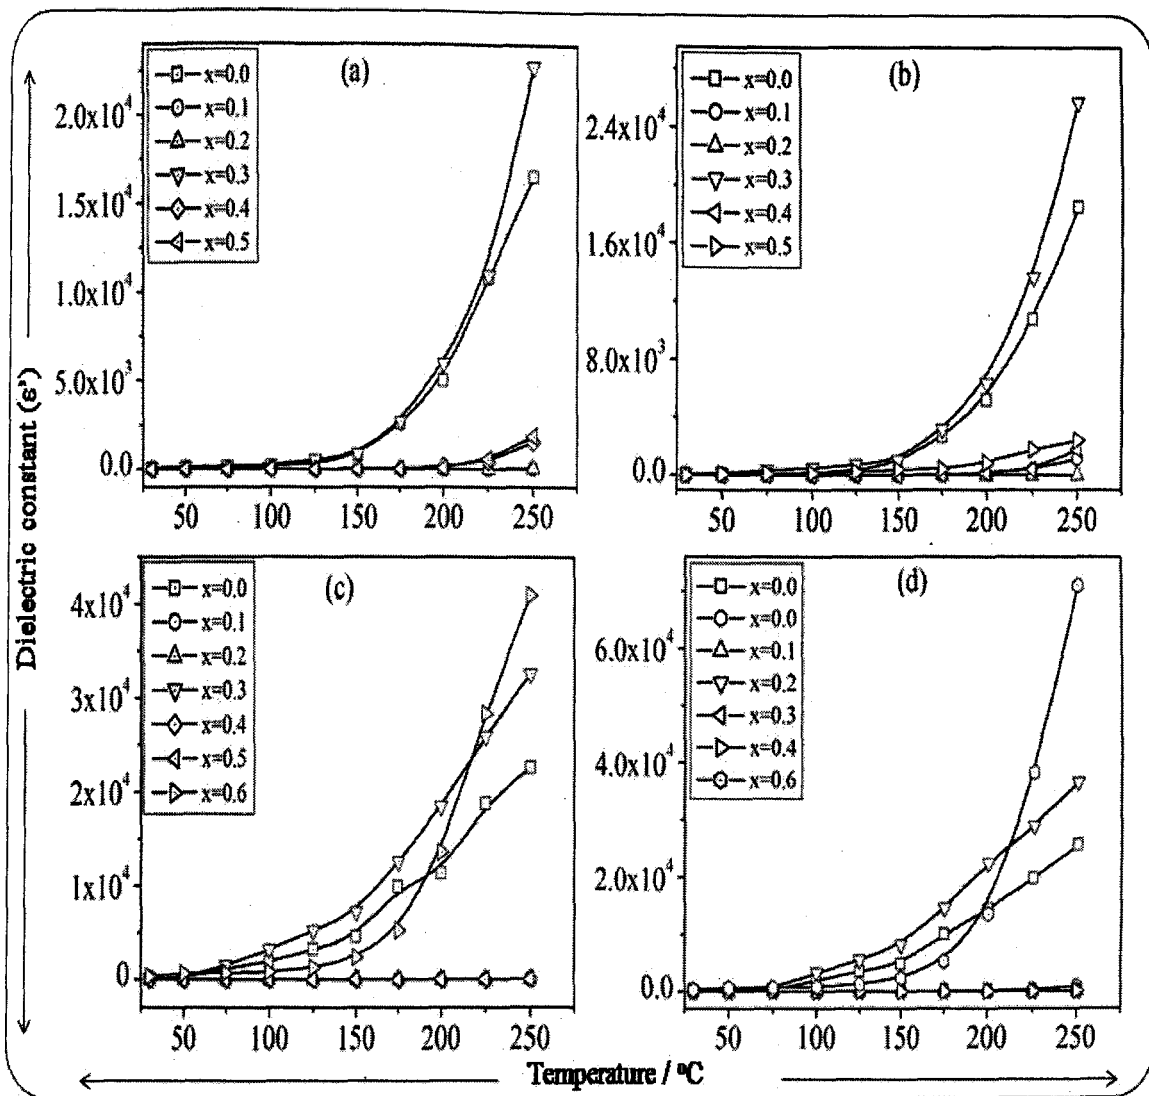 Dielectric constant (ε')
(a)
x=0.0
x=0.1
x=0.2
x=0.3
x=0.4
x=0.5
2.0x10⁴
1.5x10⁴
1.0x10⁴
5.0x10³
0.0
50 100 150 200 250
(b)
x=0.0
x=0.1
x=0.2
x=0.3
x=0.4
x=0.5
2.4x10⁴
1.6x10⁴
8.0x10³
0.0
50 100 150 200 250
(c)
x=0.0
x=0.1
x=0.2
x=0.3
x=0.4
x=0.5
x=0.6
4x10⁴
3x10⁴
2x10⁴
1x10⁴
0
50 100 150 200 250
(d)
x=0.0
x=0.0
x=0.1
x=0.2
x=0.3
x=0.4
x=0.6
6.0x10⁴
4.0x10⁴
2.0x10⁴
0.0
50 100 150 200 250
Temperature / ºC